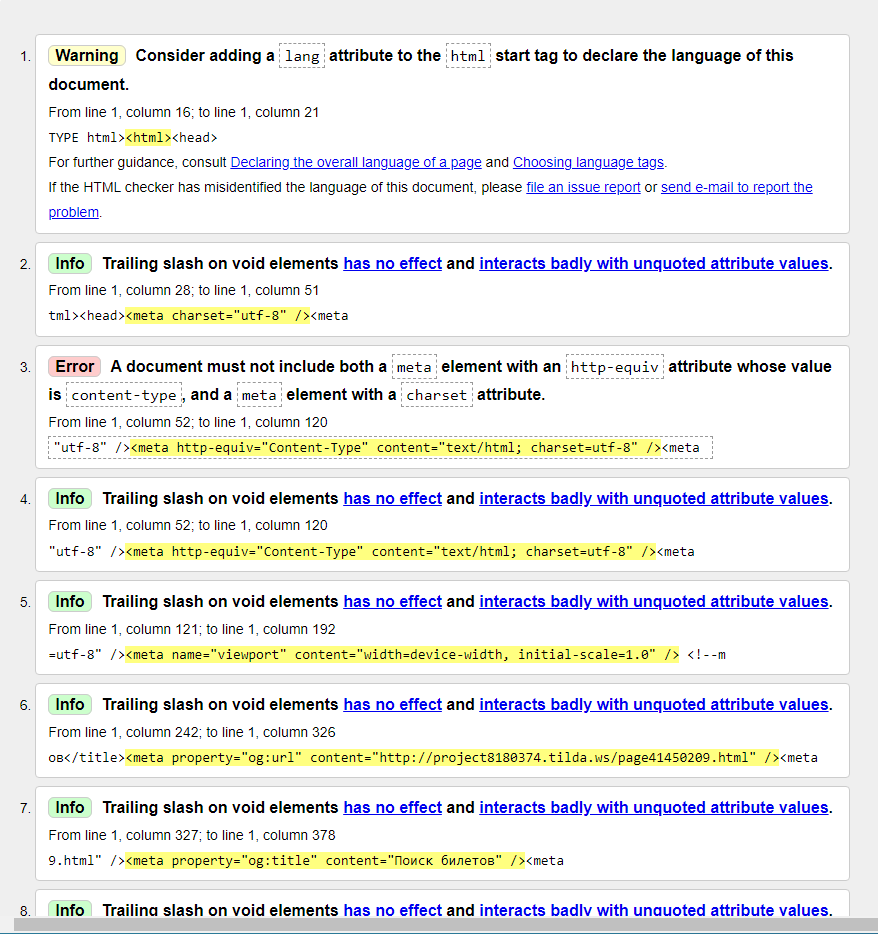 1. Warning Consider adding a lang attribute to the html start tag to declare the language of this
document.
From line 1, column 16; to line 1, column 21
TYPE html><html><head>
For further guidance, consult Declaring the overall language of a page and Choosing language tags.
If the HTML checker has misidentified the language of this document, please file an issue report or send e-mail to report the
problem.
2. Info Trailing slash on void elements has no effect and interacts badly with unquoted attribute values.
From line 1, column 28; to line 1, column 51
tml><head><meta charset="utf-8" /><meta
3. Error A document must not include both a meta element with an http-equiv attribute whose value
is content-type, and a meta element with a charset attribute.
From line 1, column 52; to line 1, column 120
"utf-8" /><meta http-equiv="Content-Type" content="text/html; charset=utf-8" /><meta
4. Info Trailing slash on void elements has no effect and interacts badly with unquoted attribute values.
From line 1, column 52; to line 1, column 120
"utf-8" /><meta http-equiv="Content-Type" content="text/html; charset=utf-8" /><meta
5. Info Trailing slash on void elements has no effect and interacts badly with unquoted attribute values.
From line 1, column 121; to line 1, column 192
=utf-8" /><meta name="viewport" content="width=device-width, initial-scale=1.0" /> <!--m
6. Info Trailing slash on void elements has no effect and interacts badly with unquoted attribute values.
From line 1, column 242; to line 1, column 326
ов</title><meta property="og:url" content="http://project8180374.tilda.ws/page41450209.html" /><meta
7. Info Trailing slash on void elements has no effect and interacts badly with unquoted attribute values.
From line 1, column 327; to line 1, column 378
9.html" /><meta property="og:title" content="Поиск билетов" /><meta
8. Info Trailing slash on void elements has no effect and interacts badly with unquoted attribute values.